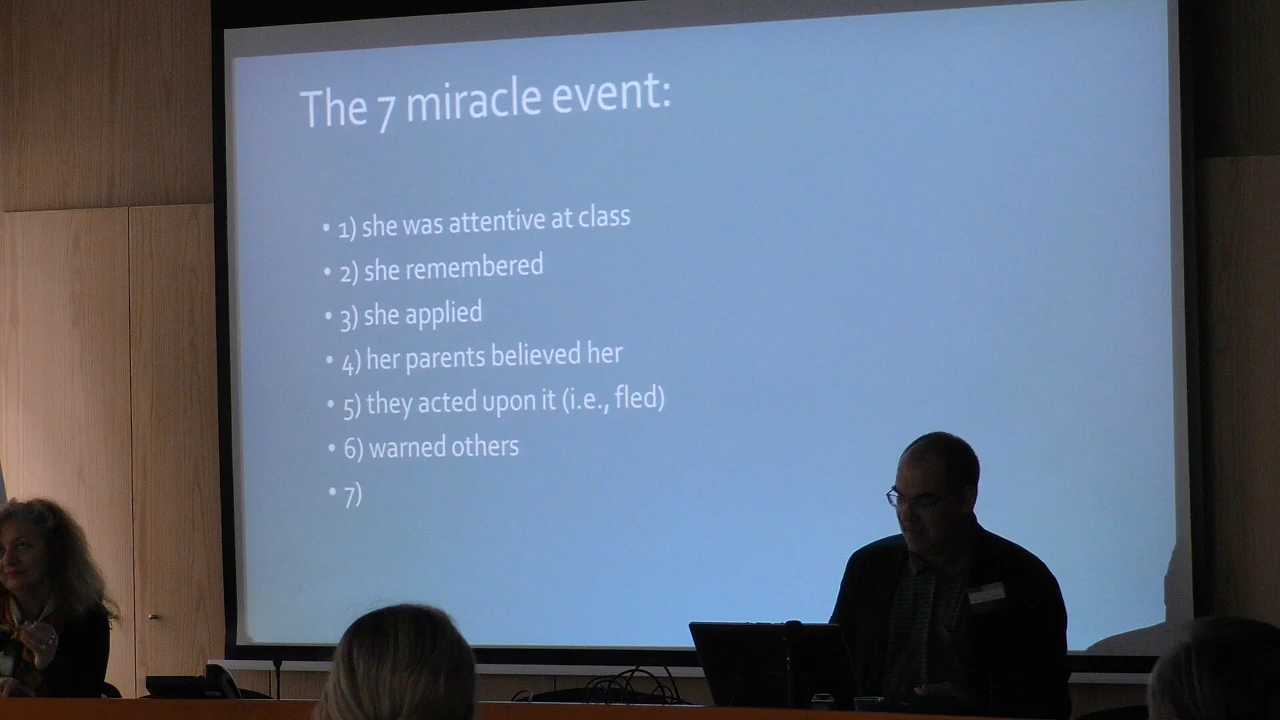 The 7 miracle event:
• 1) she was attentive at class
• 2) she remembered
• 3) she applied
• 4) her parents believed her
• 5) they acted upon it (i.e., fled)
• 6) warned others
• 7)